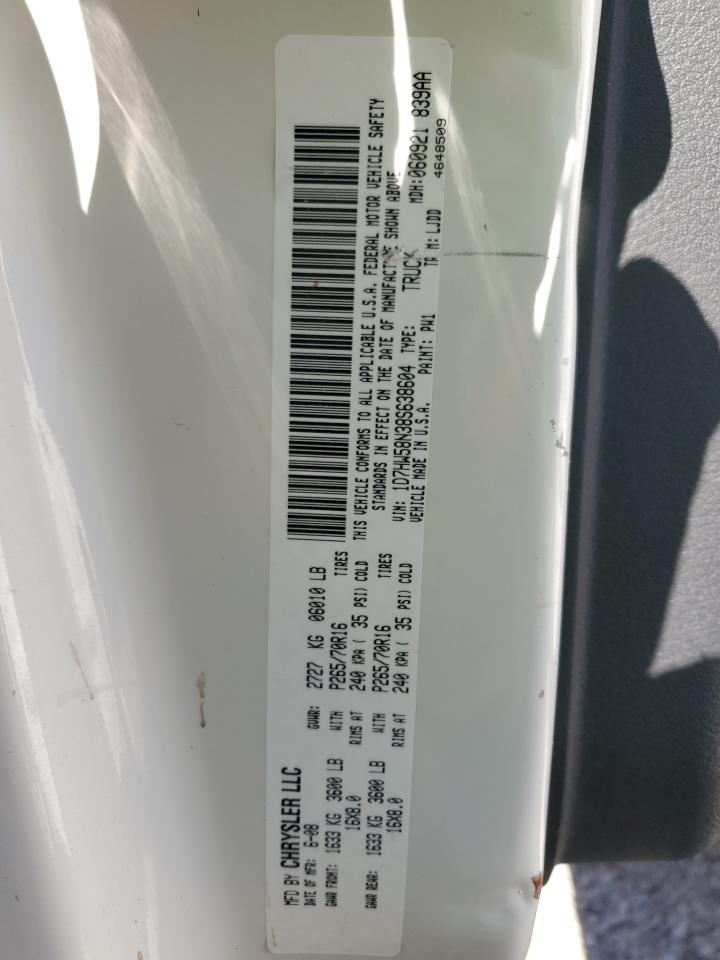 MFD BY CHRYSLER LLC
DATE OF MFR: 6-08 GVWR: 2727 KG 06010 LB
GAWR FRONT: 1633 KG 3600 LB WITH P265/70R16 TIRES
16X8.0 RIMS AT 240 KPA ( 35 PSI) COLD
GAWR REAR: 1633 KG 3600 LB WITH P265/70R16 TIRES
16X8.0 RIMS AT 240 KPA ( 35 PSI) COLD
THIS VEHICLE CONFORMS TO ALL APPLICABLE U.S.A. FEDERAL MOTOR VEHICLE SAFETY
STANDARDS IN EFFECT ON THE DATE OF MANUFACTURE SHOWN ABOVE.
VIN: 1D7HW58N38S638604 TYPE: TRUCK MDH:060921 839AA
VEHICLE MADE IN U.S.A. PAINT: PW1 M: LJDD 4648509